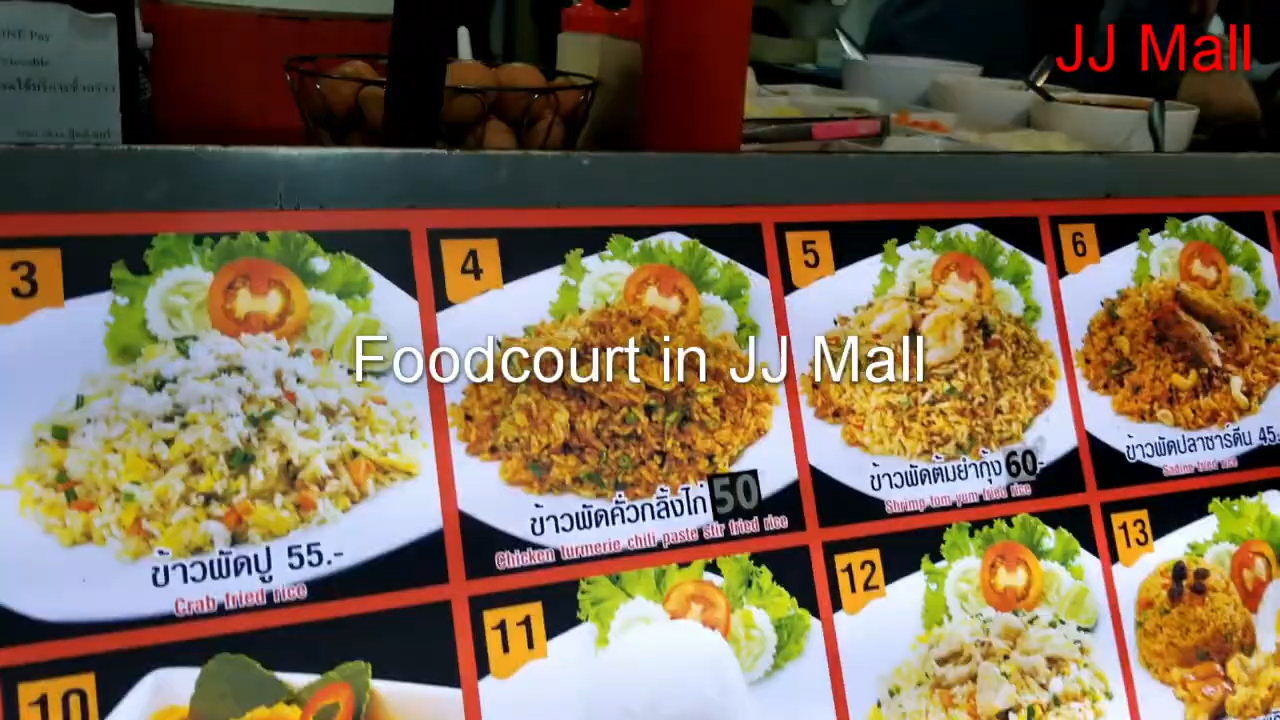 JJ Mall
3
4
5
6
Foodcourt in JJ Mall
ข้าวผัดปู 55.-
Crab fried rice
ข้าวผัดคั่วกลิ้งไก่ 50
Chicken turmeric chili paste stir fried rice
ข้าวผัดต้มยำกุ้ง 60.-
Shrimp tom yum fried rice
ข้าวผัดปลาซาร์ดีน 45.-
10
11
12
13